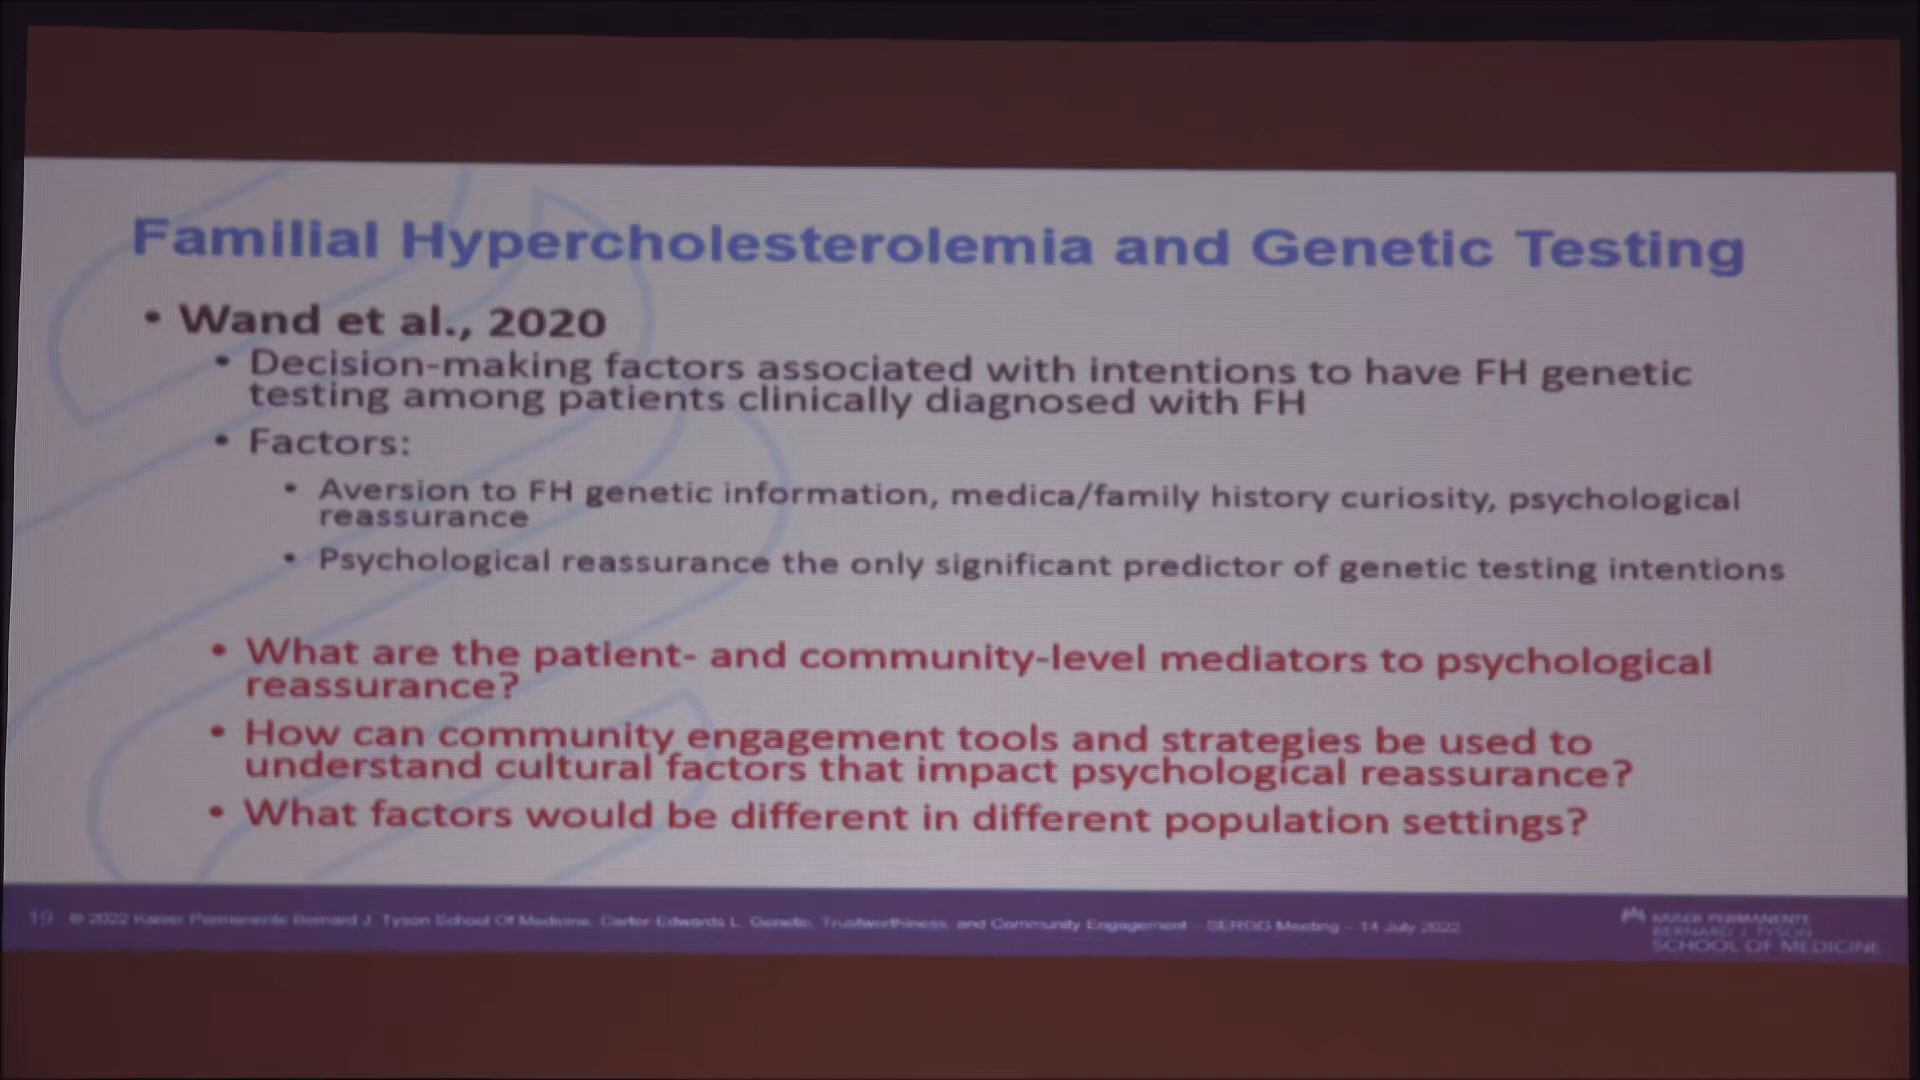 Familial Hypercholesterolemia and Genetic Testing
• Wand et al., 2020
• Decision-making factors associated with intentions to have FH genetic
testing among patients clinically diagnosed with FH
• Factors:
• Aversion to FH genetic information, medica/family history curiosity, psychological
reassurance
• Psychological reassurance the only significant predictor of genetic testing intentions
• What are the patient- and community-level mediators to psychological
reassurance?
• How can community engagement tools and strategies be used to
understand cultural factors that impact psychological reassurance?
• What factors would be different in different population settings?
19 © 2022 Kaiser Permanente Bernard J. Tyson School Of Medicine. Carter-Edwards L. Genetic, Trustworthiness, and Community Engagement - SERGG Meeting - 14 July 2022
KAISER PERMANENTE
BERNARD J. TYSON
SCHOOL OF MEDICINE